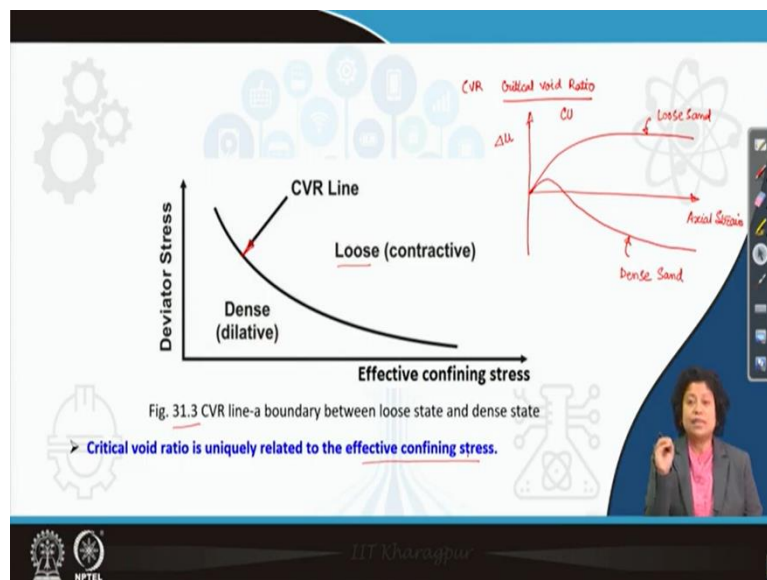 CVR Critical Void Ratio
CU
ΔU
Loose Sand
Axial Strain
Dense Sand
CVR Line
Loose (contractive)
Dense
(dilative)
Deviator Stress
Effective confining stress
Fig. 31.3 CVR line-a boundary between loose state and dense state
➤ Critical void ratio is uniquely related to the effective confining stress.
NPTEL
IIT Kharagpur